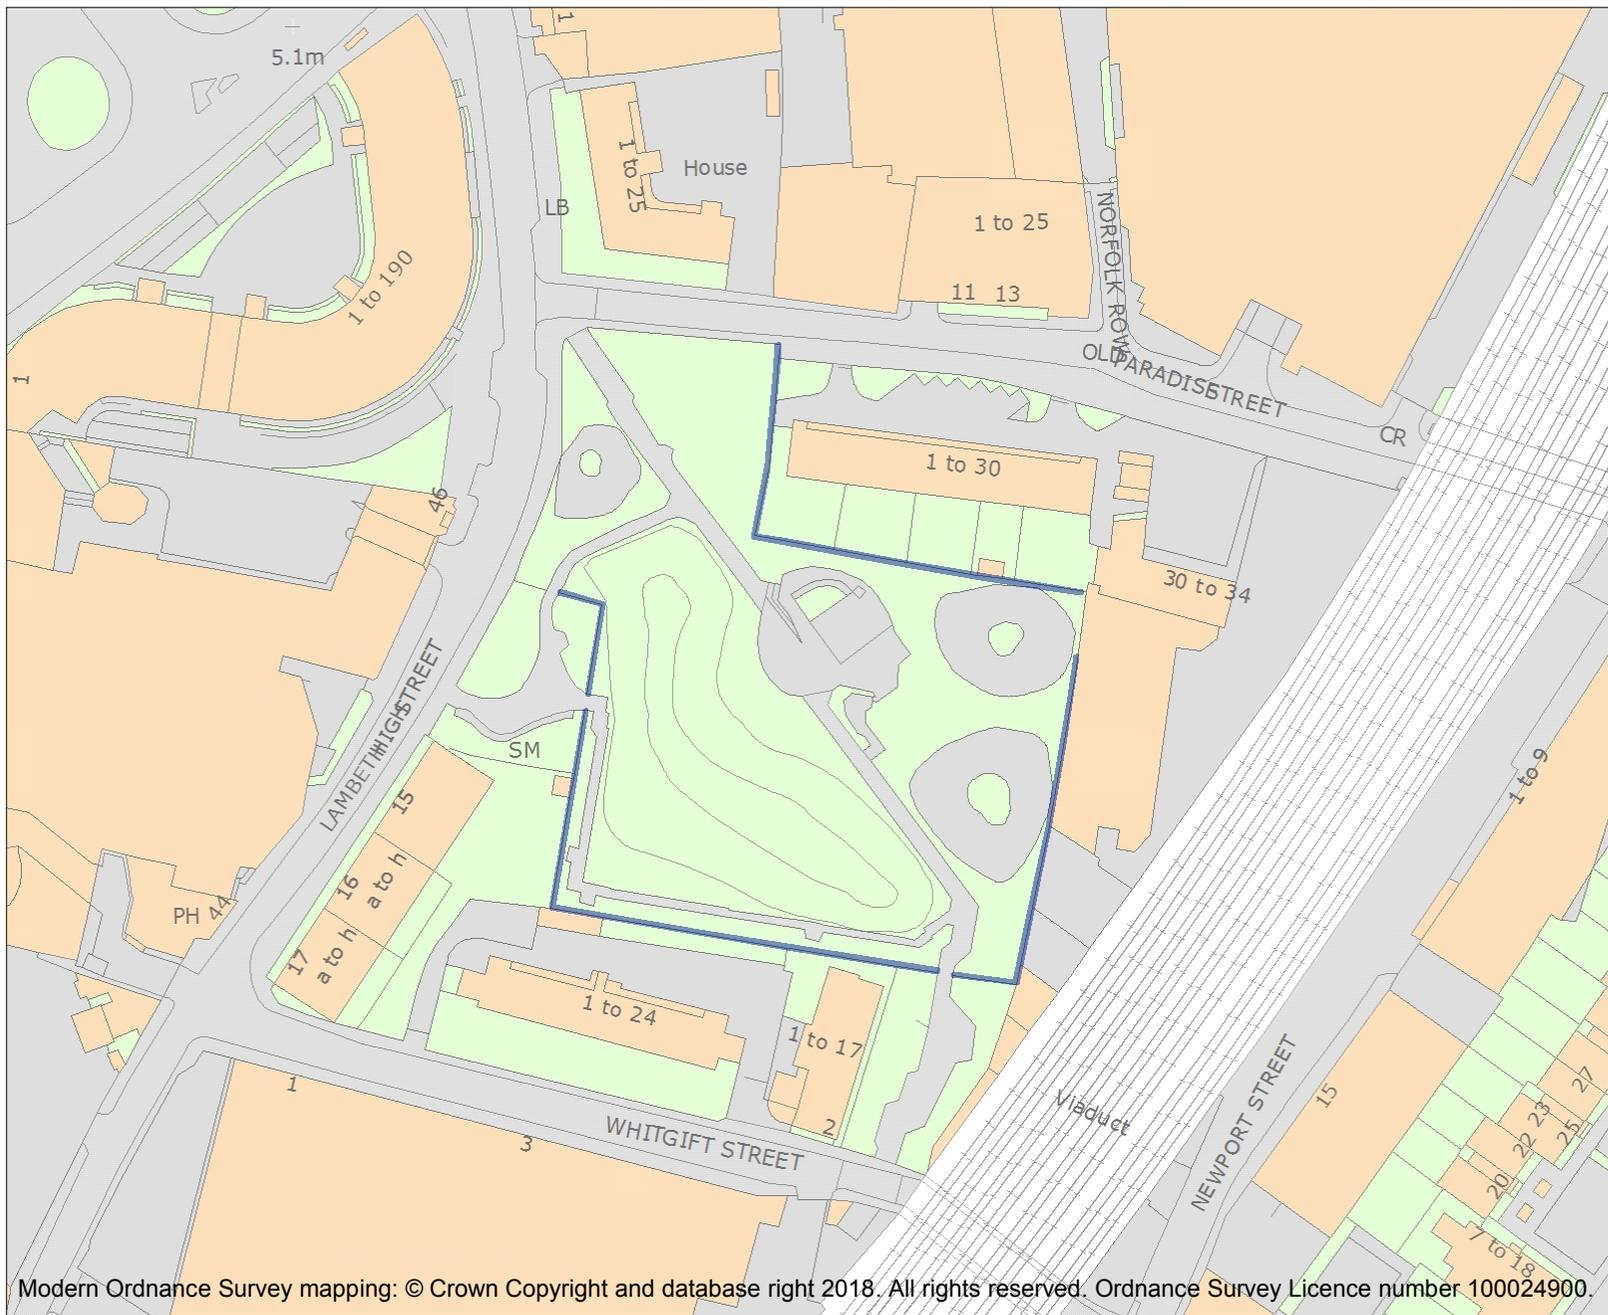 1
5.1m
1 to 25
House
LB
1 to 190
1 to 25
11 13
NORFOLK ROW
OLD PARADISE STREET
CR
1
46
1 to 30
30 to 34
LAMBETH HIGH STREET
SM
15
16
a to h
17
a to h
PH
44
1 to 9
1 to 24
1 to 17
2
1
3
WHITGIFT STREET
Viaduct
NEWPORT STREET
15
27
23
25
22
20
7 to 18
Modern Ordnance Survey mapping: © Crown Copyright and database right 2018. All rights reserved. Ordnance Survey Licence number 100024900.